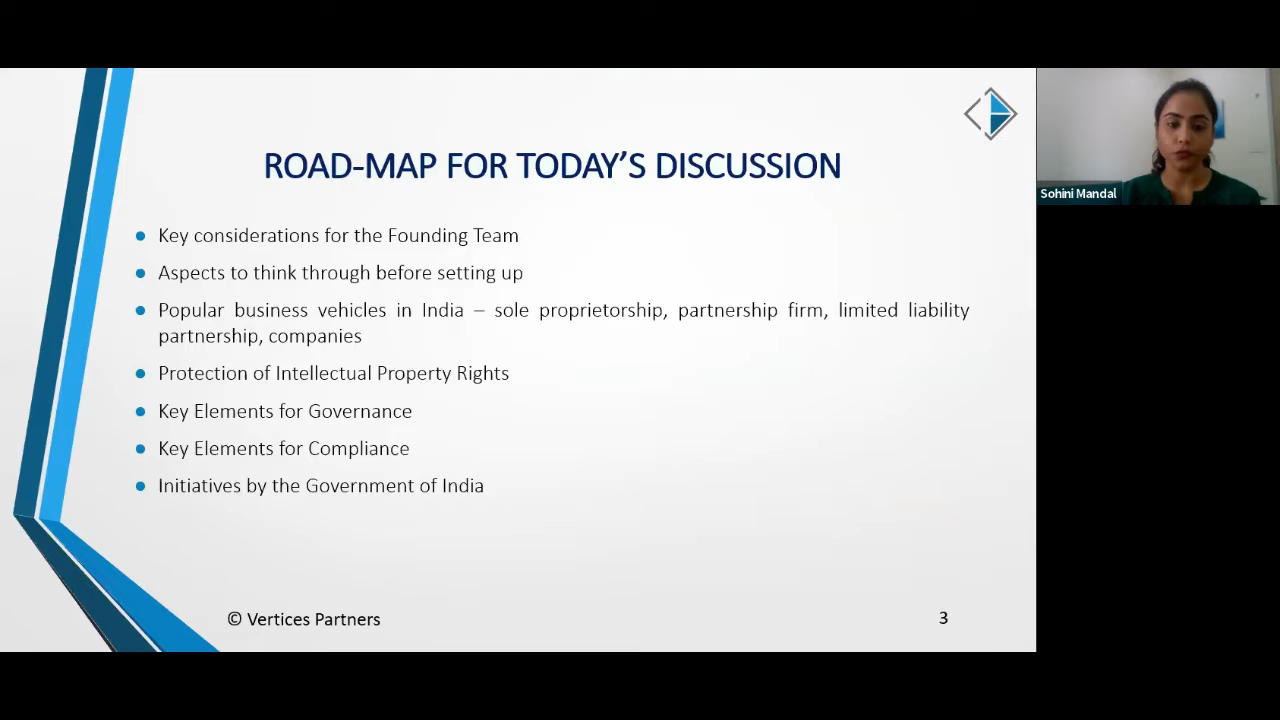 ROAD-MAP FOR TODAY’S DISCUSSION
Sohini Mandal
● Key considerations for the Founding Team
● Aspects to think through before setting up
● Popular business vehicles in India – sole proprietorship, partnership firm, limited liability
partnership, companies
● Protection of Intellectual Property Rights
● Key Elements for Governance
● Key Elements for Compliance
● Initiatives by the Government of India
© Vertices Partners
3